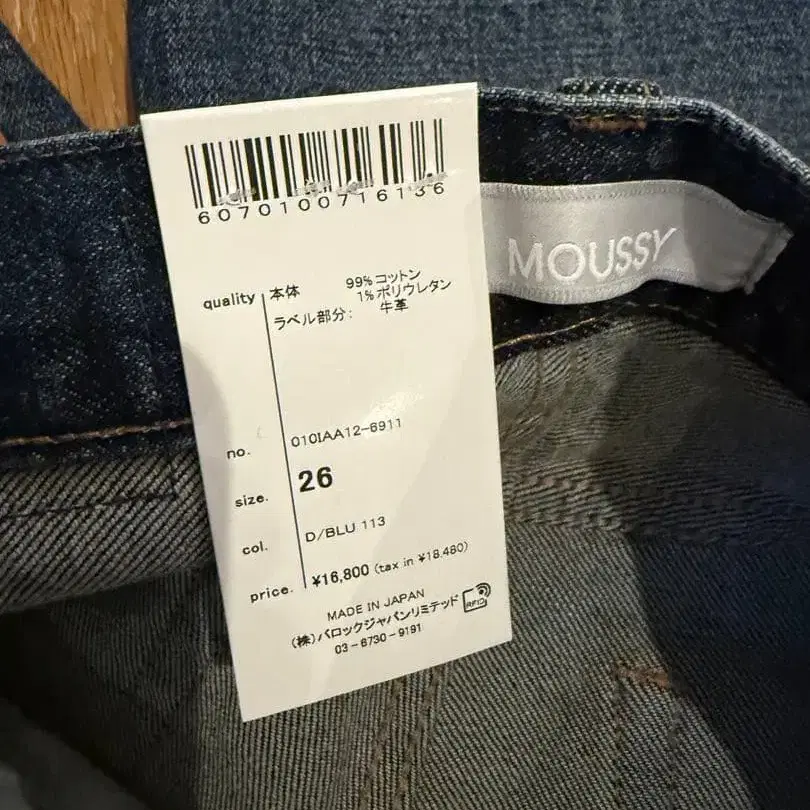 6070100716136
MOUSSY
quality 本体 99% コットン
1% ポリウレタン
ラベル部分: 牛革
no. 010IAA12-6911
size. 26
col. D/BLU 113
price. ¥16,800 (tax in ¥18,480)
MADE IN JAPAN
(株)バロックジャパンリミテッド RFID
03-6730-9191